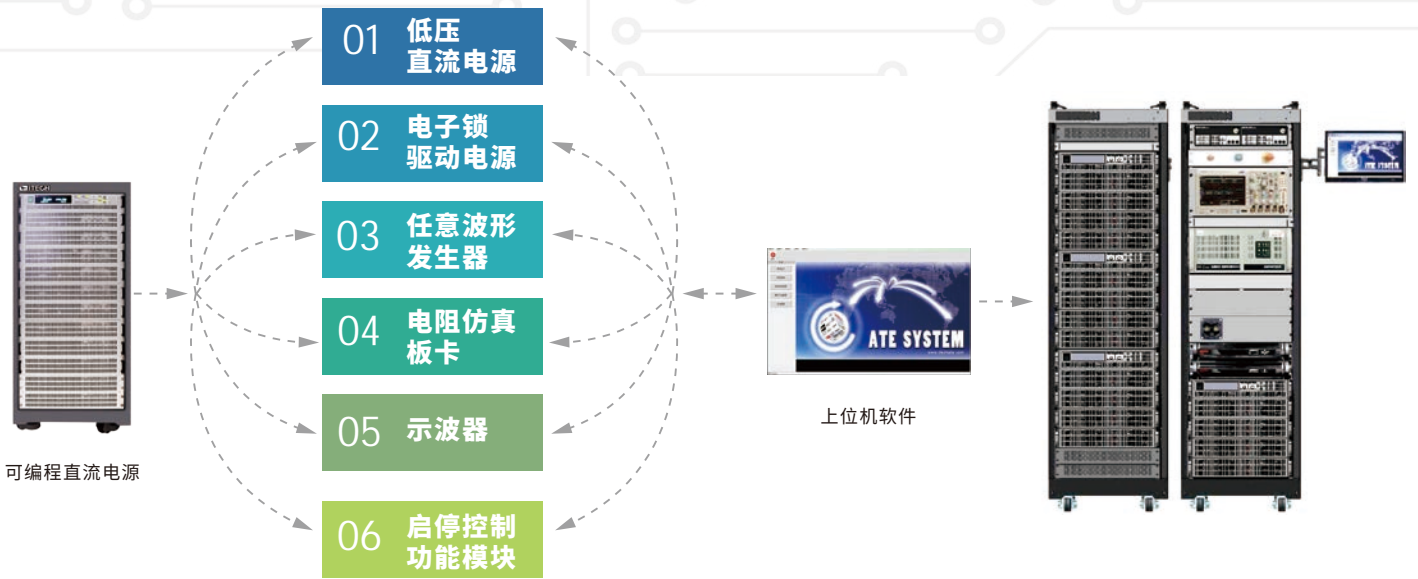 01 低压
直流电源
02 电子锁
驱动电源
03 任意波形
发生器
04 电阻仿真
板卡
05 示波器
06 启停控制
功能模块
ITECH
可编程直流电源
ATE SYSTEM
上位机软件